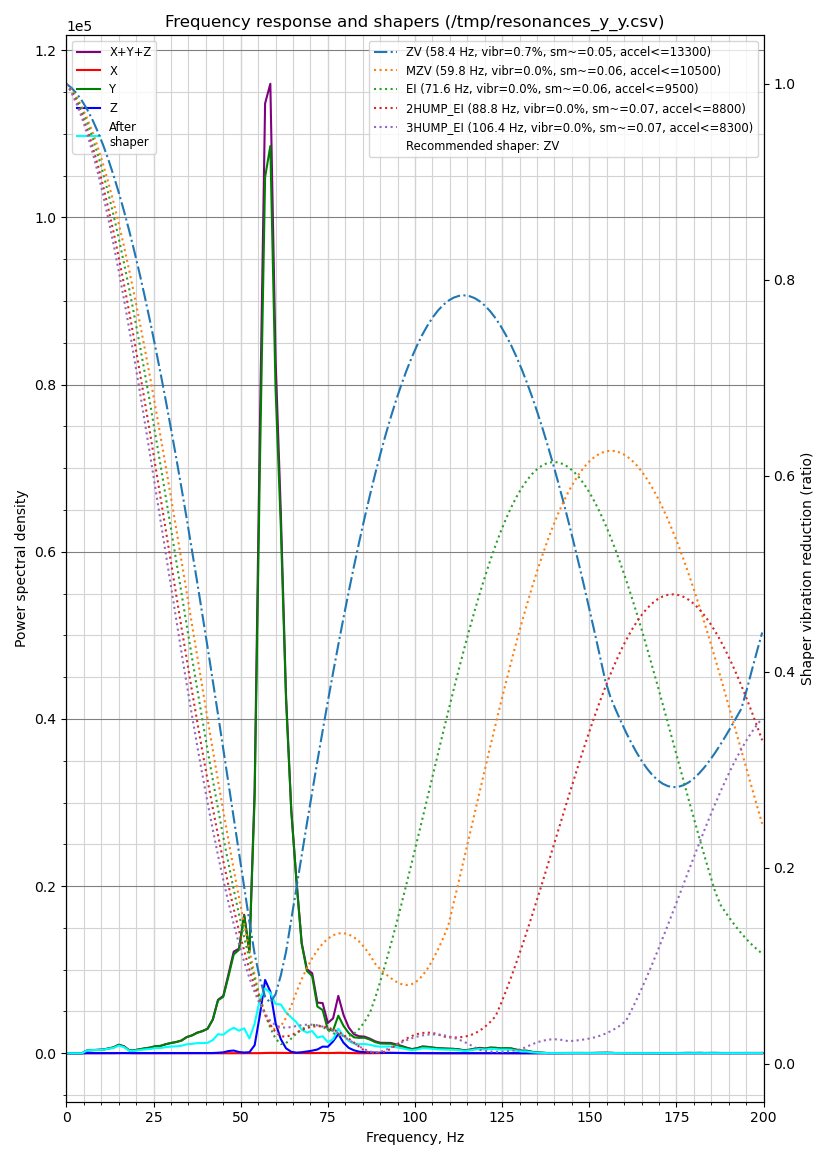 Frequency response and shapers (/tmp/resonances_y_y.csv)
1e5
X+Y+Z
X
Y
Z
After
shaper
ZV (58.4 Hz, vibr=0.7%, sm~=0.05, accel<=13300)
MZV (59.8 Hz, vibr=0.0%, sm~=0.06, accel<=10500)
EI (71.6 Hz, vibr=0.0%, sm~=0.06, accel<=9500)
2HUMP_EI (88.8 Hz, vibr=0.0%, sm~=0.07, accel<=8800)
3HUMP_EI (106.4 Hz, vibr=0.0%, sm~=0.07, accel<=8300)
Recommended shaper: ZV
1.2
1.0
0.8
0.6
0.4
0.2
0.0
Power spectral density
1.0
0.8
0.6
0.4
0.2
0.0
Shaper vibration reduction (ratio)
0
25
50
75
100
125
150
175
200
Frequency, Hz